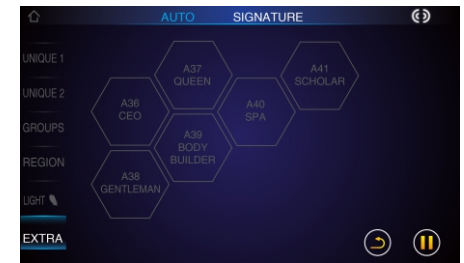 AUTO
SIGNATURE
UNIQUE 1
UNIQUE 2
GROUPS
REGION
LIGHT
EXTRA
A37
QUEEN
A41
SCHOLAR
A36
CEO
A40
SPA
A39
BODY
BUILDER
A38
GENTLEMAN